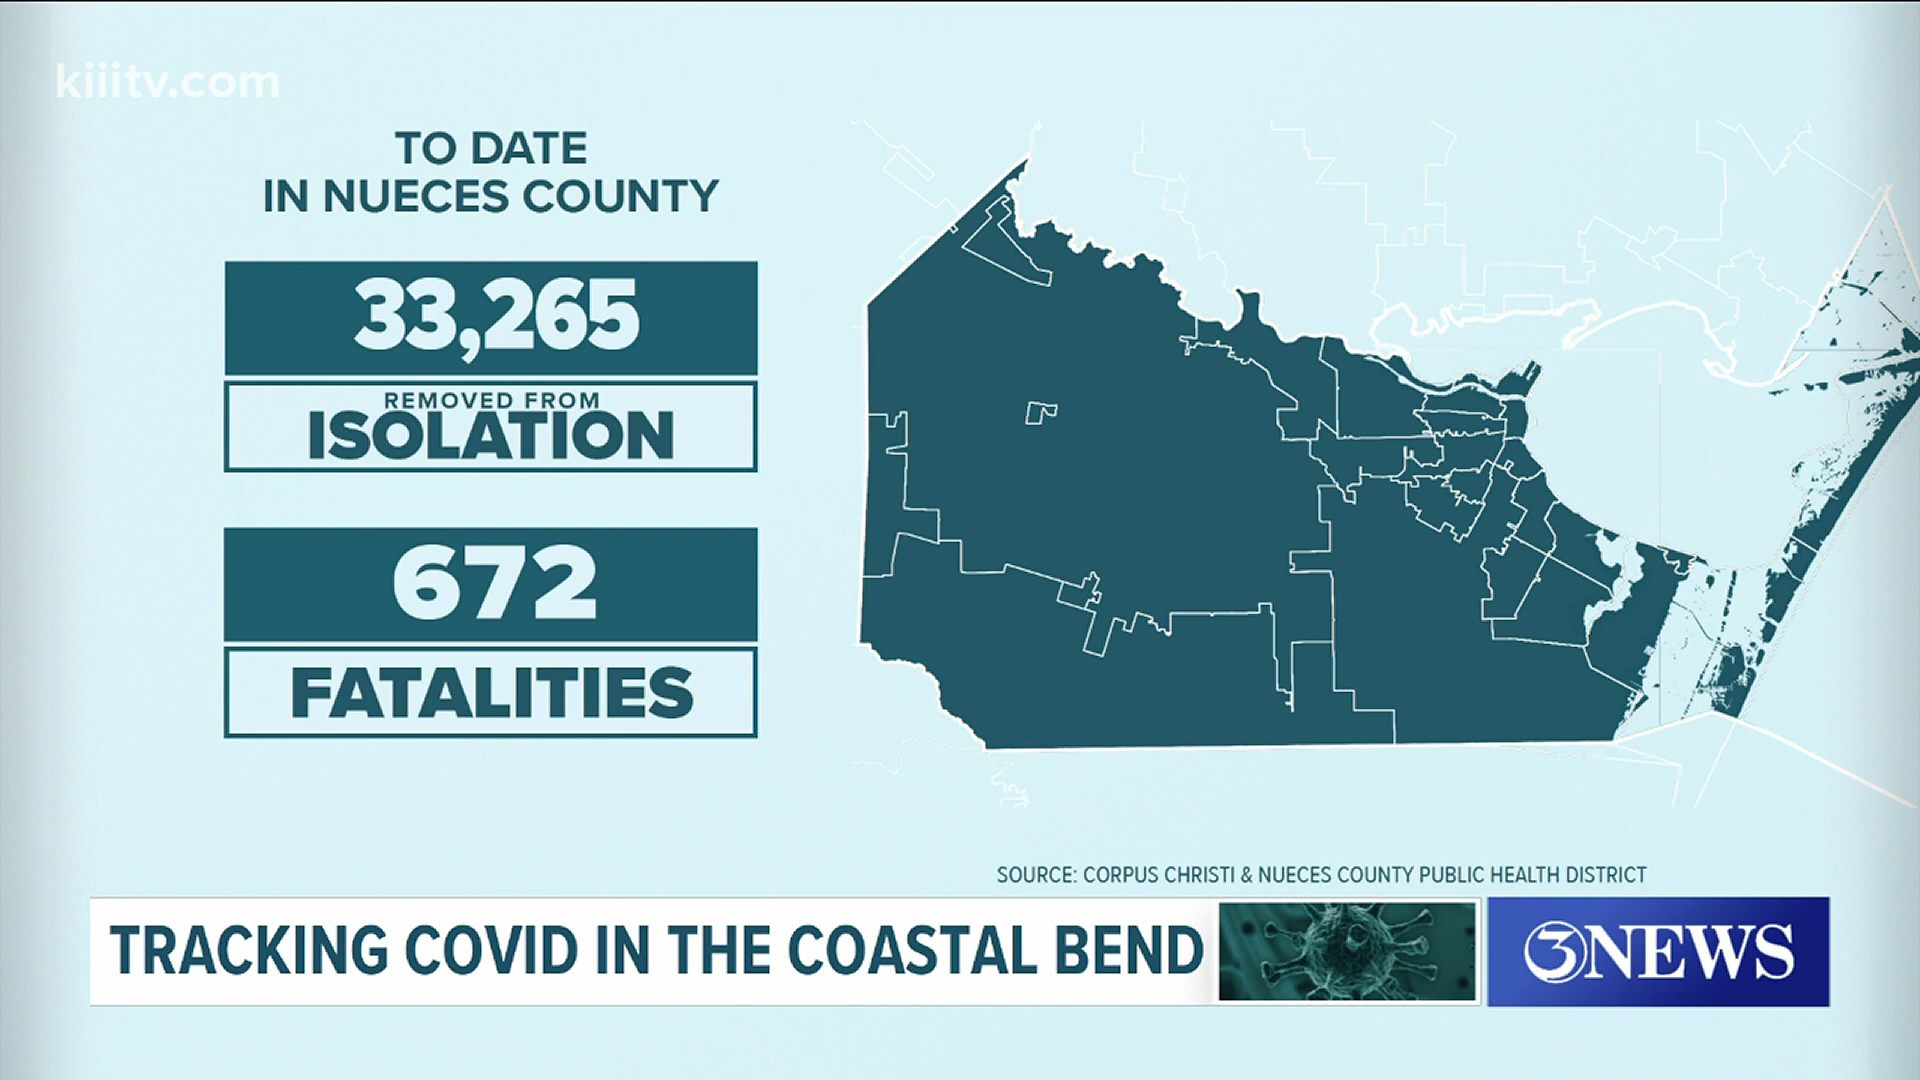 kiiitv.com
TO DATE
IN NUECES COUNTY
33,265
REMOVED FROM
ISOLATION
672
FATALITIES
SOURCE: CORPUS CHRISTI & NUECES COUNTY PUBLIC HEALTH DISTRICT
TRACKING COVID IN THE COASTAL BEND
3NEWS